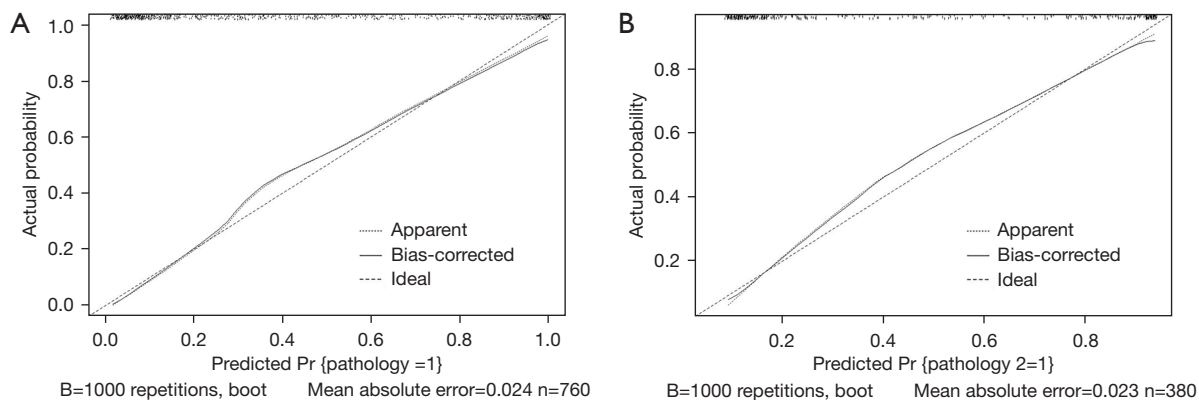 A
Actual probability
1.0
0.8
0.6
0.4
0.2
0.0
Apparent
Bias-corrected
Ideal
0.0 0.2 0.4 0.6 0.8 1.0
Predicted Pr {pathology =1}
B=1000 repetitions, boot Mean absolute error=0.024 n=760
B
Actual probability
0.8
0.6
0.4
0.2
Apparent
Bias-corrected
Ideal
0.2 0.4 0.6 0.8
Predicted Pr {pathology 2=1}
B=1000 repetitions, boot Mean absolute error=0.023 n=380